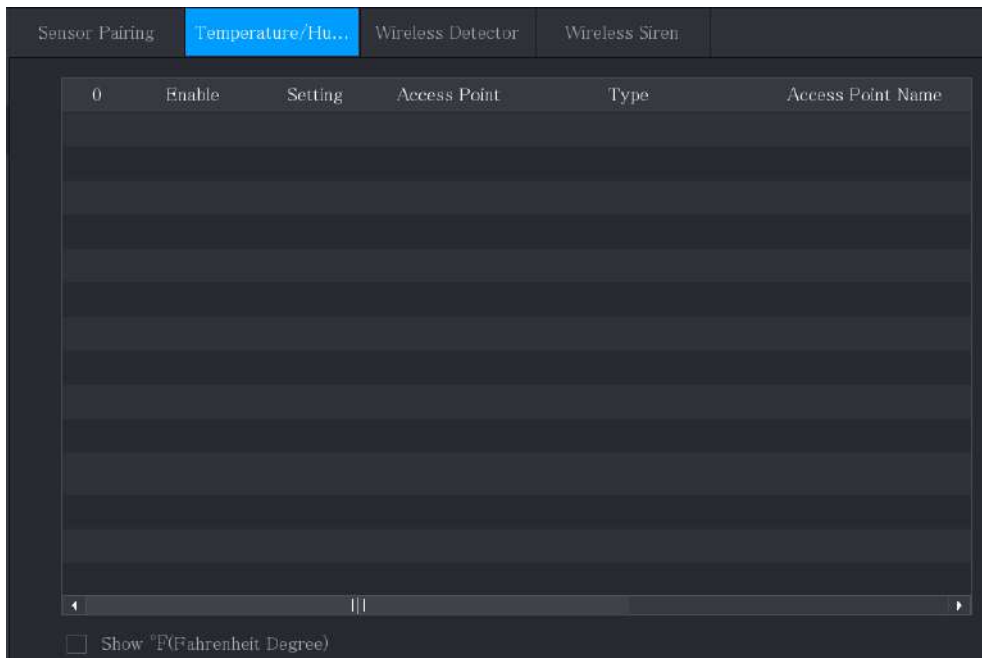 Sensor Pairing Temperature/Hu... Wireless Detector Wireless Siren
0 Enable Setting Access Point Type Access Point Name
Show °F(Fahrenheit Degree)